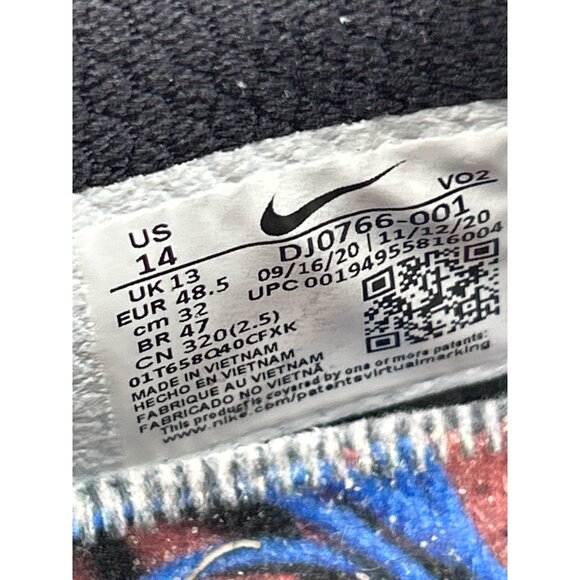 US
14
VO2
DJ0766-001
UK 13
09/16/20 | 11/12/20
EUR 48.5
UPC 00194955816004
cm 32
BR 47
CN 320(2.5)
01T658Q40CFXK
MADE IN VIETNAM
HECHO EN VIETNAM
FABRIQUE AU VIETNAM
FABRICADO NO VIETNÃ
This product is covered by one or more patents:
www.nike.com/patentsvirtualmarking